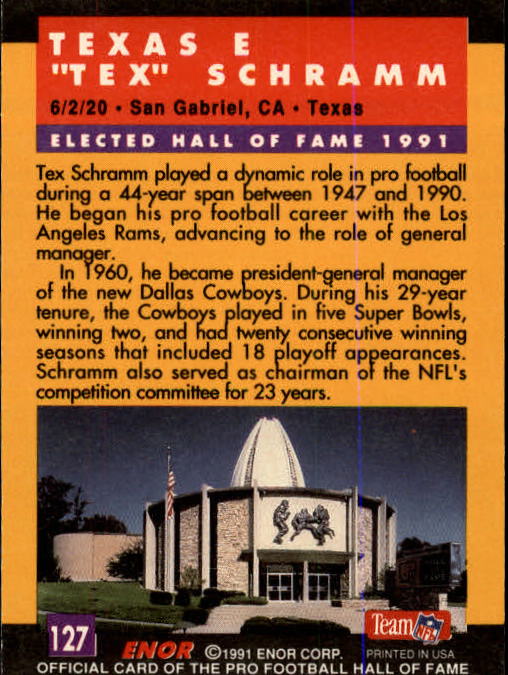 TEXAS E
"TEX" SCHRAMM
6/2/20 • San Gabriel, CA • Texas
ELECTED HALL OF FAME 1991
Tex Schramm played a dynamic role in pro football
during a 44-year span between 1947 and 1990.
He began his pro football career with the Los
Angeles Rams, advancing to the role of general
manager.
In 1960, he became president-general manager
of the new Dallas Cowboys. During his 29-year
tenure, the Cowboys played in five Super Bowls,
winning two, and had twenty consecutive winning
seasons that included 18 playoff appearances.
Schramm also served as chairman of the NFL's
competition committee for 23 years.
127
ENOR ©1991 ENOR CORP.
Team NFL
PRINTED IN USA
OFFICIAL CARD OF THE PRO FOOTBALL HALL OF FAME